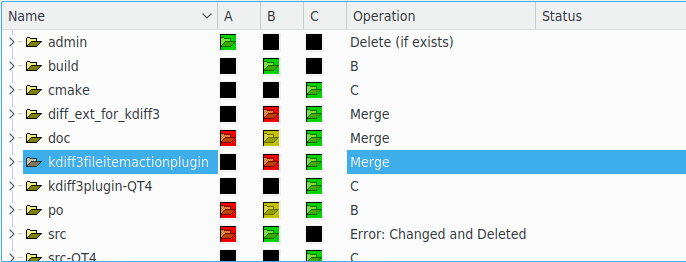 Name A B C Operation Status
admin Delete (if exists)
build B
cmake C
diff_ext_for_kdiff3 Merge
doc Merge
kdiff3fileitemactionplugin Merge
kdiff3plugin-QT4 C
po B
src Error: Changed and Deleted
src-QT4 C